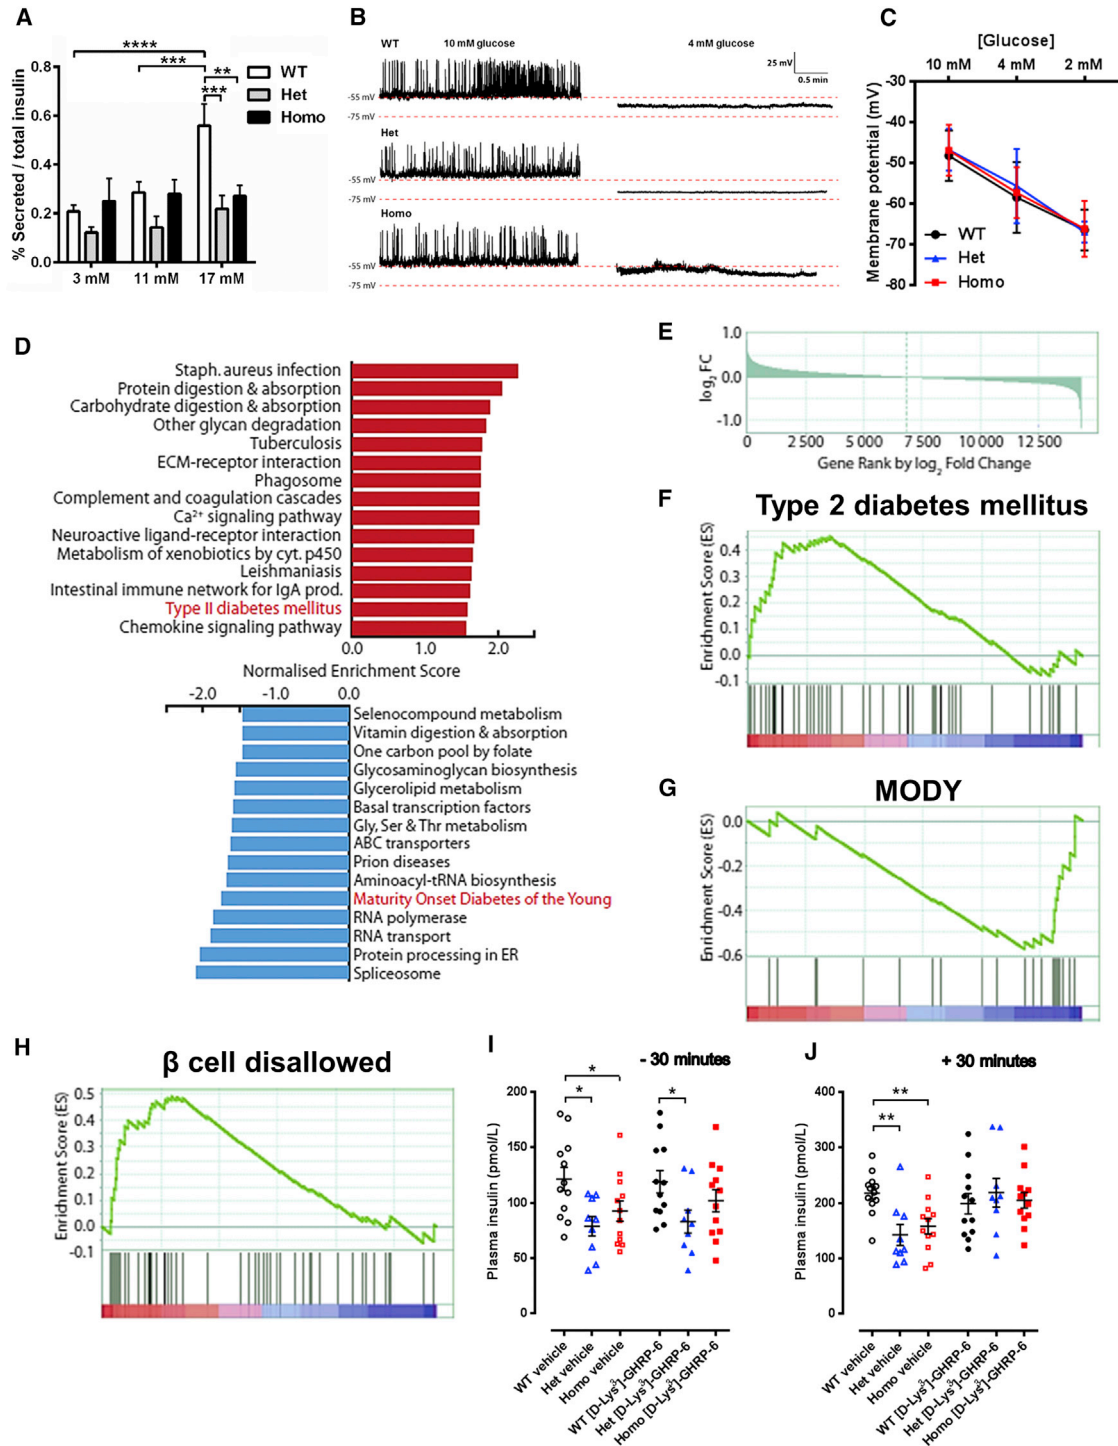 A
****
***
**
***
WT
Het
Homo
% Secreted / total insulin
0.8
0.6
0.4
0.2
0.0
3 mM
11 mM
17 mM
B
WT
10 mM glucose
4 mM glucose
25 mV
0.5 min
-55 mV
-75 mV
Het
-55 mV
-75 mV
Homo
-55 mV
-75 mV
C
[Glucose]
10 mM
4 mM
2 mM
Membrane potential (mV)
-30
-40
-50
-60
-70
-80
WT
Het
Homo
D
Staph. aureus infection
Protein digestion & absorption
Carbohydrate digestion & absorption
Other glycan degradation
Tuberculosis
ECM-receptor interaction
Phagosome
Complement and coagulation cascades
Ca²⁺ signaling pathway
Neuroactive ligand-receptor interaction
Metabolism of xenobiotics by cyt. p450
Leishmaniasis
Intestinal immune network for IgA prod.
Type II diabetes mellitus
Chemokine signaling pathway
0.0
1.0
2.0
Normalised Enrichment Score
-2.0
-1.0
0.0
Selenocompound metabolism
Vitamin digestion & absorption
One carbon pool by folate
Glycosaminoglycan biosynthesis
Glycerolipid metabolism
Basal transcription factors
Gly, Ser & Thr metabolism
ABC transporters
Prion diseases
Aminoacyl-tRNA biosynthesis
Maturity Onset Diabetes of the Young
RNA polymerase
RNA transport
Protein processing in ER
Spliceosome
E
log₂ FC
1.0
0.0
-1.0
0
2 500
5 000
7 500
10 000
12 500
Gene Rank by log₂ Fold Change
F
Type 2 diabetes mellitus
Enrichment Score (ES)
0.4
0.3
0.2
0.1
0.0
-0.1
G
MODY
Enrichment Score (ES)
0.0
-0.2
-0.4
-0.6
H
β cell disallowed
Enrichment Score (ES)
0.5
0.4
0.3
0.2
0.1
0.0
-0.1
I
- 30 minutes
Plasma insulin (pmol/L)
200
150
100
50
0
*
*
*
WT vehicle
Het vehicle
Homo vehicle
WT [D-Lys³]-GHRP-6
Het [D-Lys³]-GHRP-6
Homo [D-Lys³]-GHRP-6
J
+ 30 minutes
Plasma insulin (pmol/L)
400
300
200
100
0
**
**
WT vehicle
Het vehicle
Homo vehicle
WT [D-Lys³]-GHRP-6
Het [D-Lys³]-GHRP-6
Homo [D-Lys³]-GHRP-6